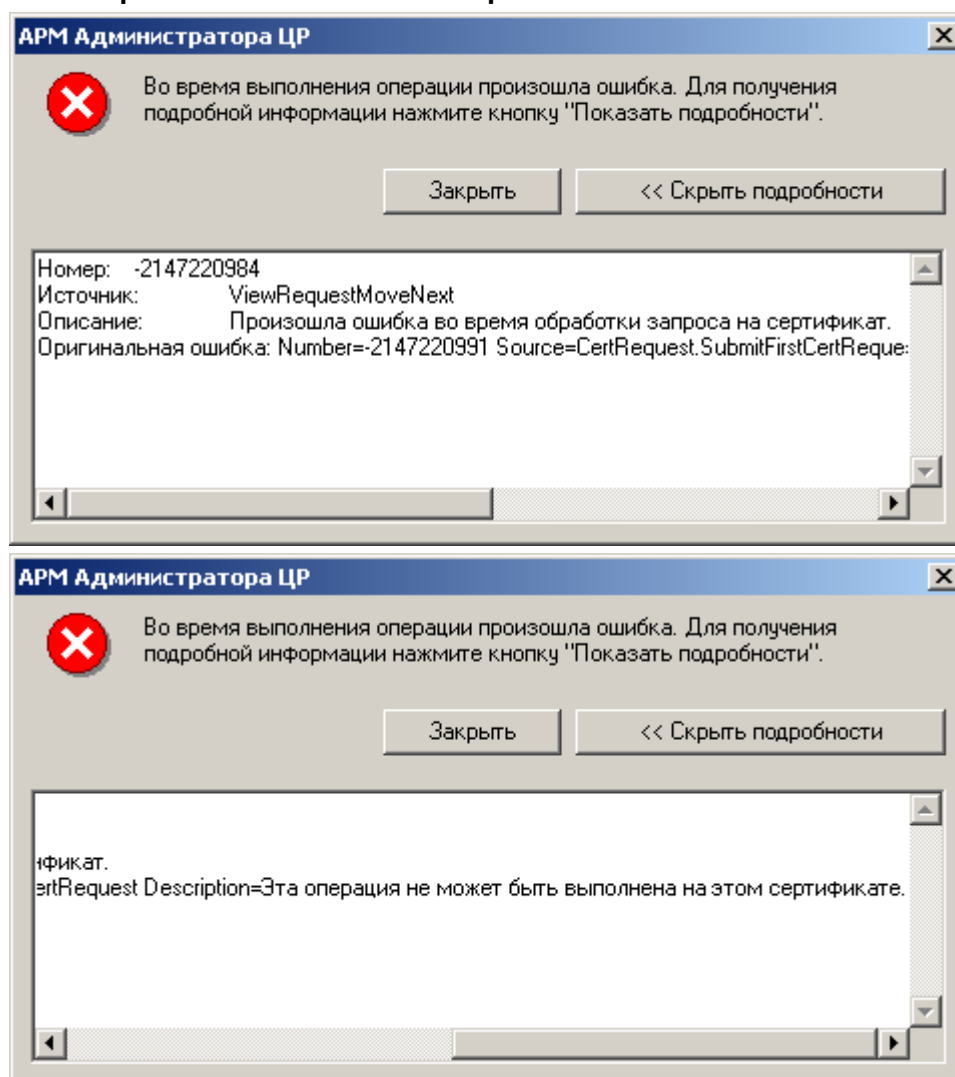 АРМ Администратора ЦР
Во время выполнения операции произошла ошибка. Для получения
подробной информации нажмите кнопку "Показать подробности".
Закрыть
<< Скрыть подробности
Номер: -2147220984
Источник: ViewRequestMoveNext
Описание: Произошла ошибка во время обработки запроса на сертификат.
Оригинальная ошибка: Number=-2147220991 Source=CertRequest.SubmitFirstCertReque
АРМ Администратора ЦР
Во время выполнения операции произошла ошибка. Для получения
подробной информации нажмите кнопку "Показать подробности".
Закрыть
<< Скрыть подробности
ификат.
ertRequest Description=Эта операция не может быть выполнена на этом сертификате.